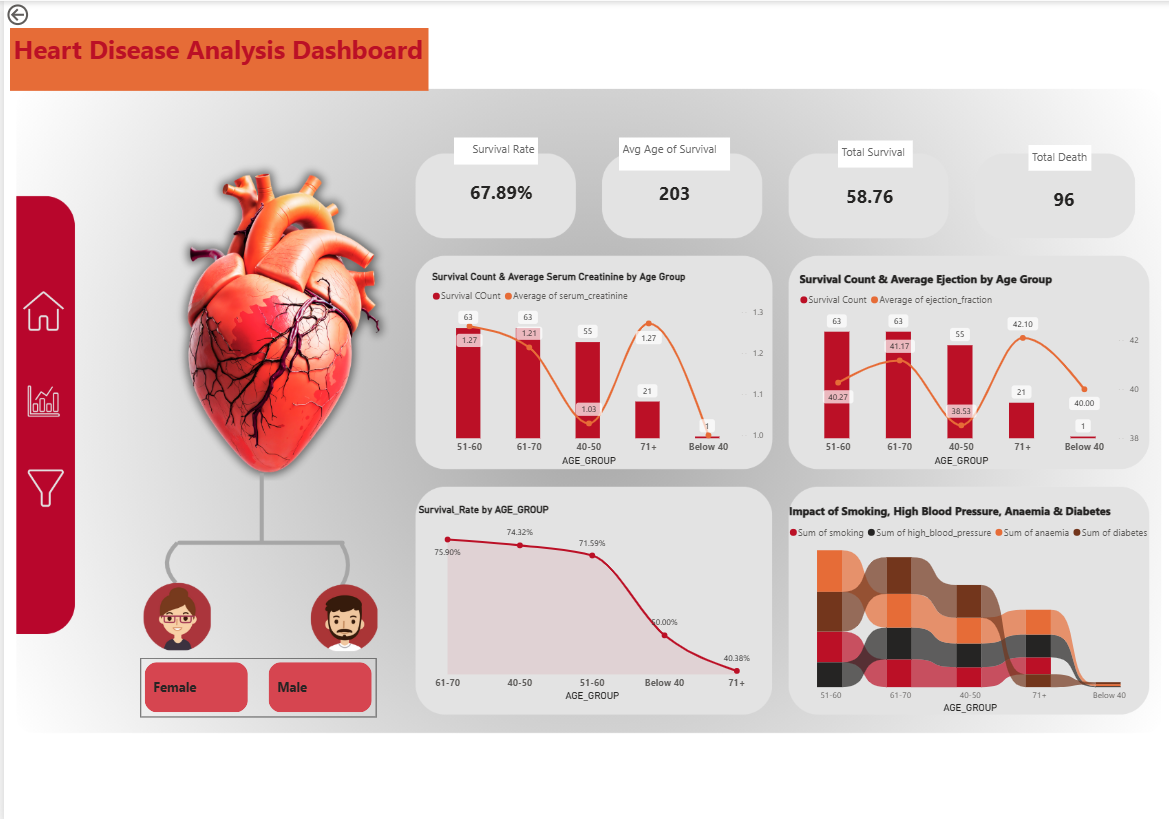 Heart Disease Analysis Dashboard
Survival Rate
67.89%
Avg Age of Survival
203
Total Survival
58.76
Total Death
96
Survival Count & Average Serum Creatinine by Age Group
Survival COunt Average of serum_creatinine
63 63 55 21 1
1.27 1.21 1.03 1.27
1.3
1.2
1.1
1.0
51-60 61-70 40-50 71+ Below 40
AGE_GROUP
Survival Count & Average Ejection by Age Group
Survival Count Average of ejection_fraction
63 63 55 21 1
40.27 41.17 38.53 42.10 40.00
42
40
38
51-60 61-70 40-50 71+ Below 40
AGE_GROUP
Survival_Rate by AGE_GROUP
75.90% 74.32% 71.59% 50.00% 40.38%
61-70 40-50 51-60 Below 40 71+
AGE_GROUP
Impact of Smoking, High Blood Pressure, Anaemia & Diabetes
Sum of smoking Sum of high_blood_pressure Sum of anaemia Sum of diabetes
51-60 61-70 40-50 71+ Below 40
AGE_GROUP
Female
Male